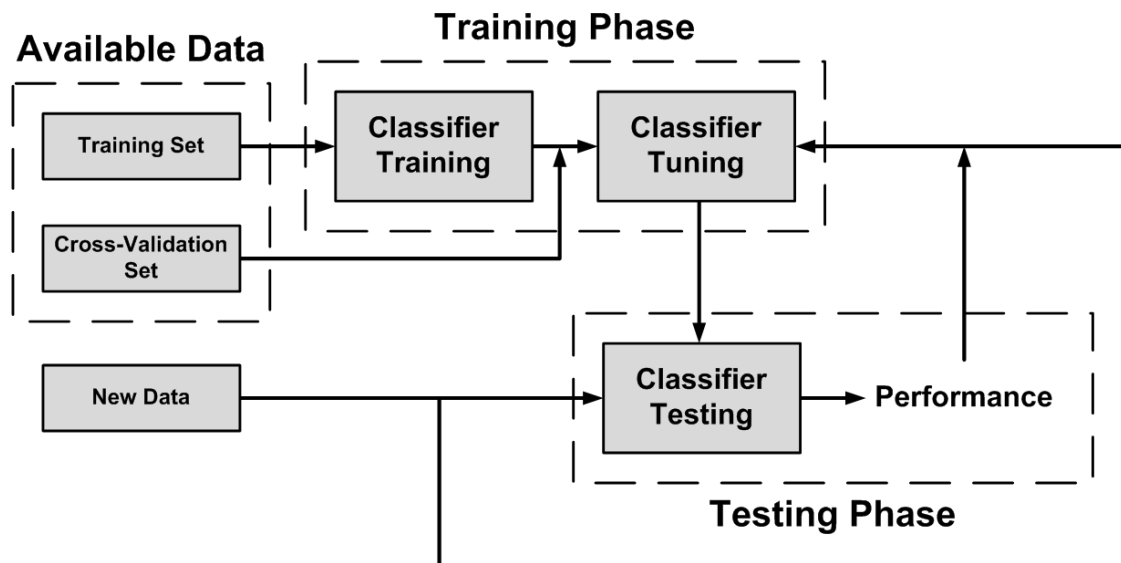 Training Phase
Available Data
Training Set
Classifier
Training
Classifier
Tuning
Cross-Validation
Set
New Data
Classifier
Testing
Performance
Testing Phase